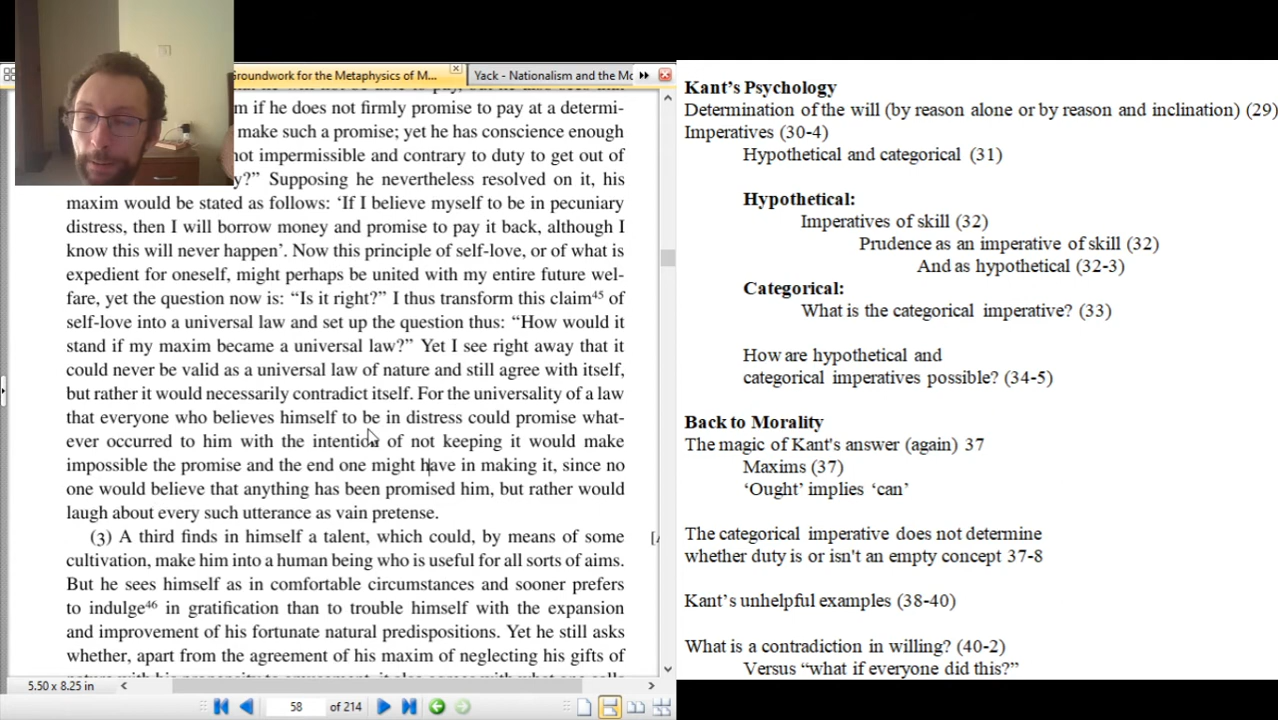 Groundwork for the Metaphysics of M...
Yack - Nationalism and the Mo
m if he does not firmly promise to pay at a determi-
make such a promise; yet he has conscience enough
not impermissible and contrary to duty to get out of
y?” Supposing he nevertheless resolved on it, his
maxim would be stated as follows: ‘If I believe myself to be in pecuniary
distress, then I will borrow money and promise to pay it back, although I
know this will never happen’. Now this principle of self-love, or of what is
expedient for oneself, might perhaps be united with my entire future wel-
fare, yet the question now is: “Is it right?” I thus transform this claim⁴⁵ of
self-love into a universal law and set up the question thus: “How would it
stand if my maxim became a universal law?” Yet I see right away that it
could never be valid as a universal law of nature and still agree with itself,
but rather it would necessarily contradict itself. For the universality of a law
that everyone who believes himself to be in distress could promise what-
ever occurred to him with the intention of not keeping it would make
impossible the promise and the end one might have in making it, since no
one would believe that anything has been promised him, but rather would
laugh about every such utterance as vain pretense.
(3) A third finds in himself a talent, which could, by means of some
cultivation, make him into a human being who is useful for all sorts of aims.
But he sees himself as in comfortable circumstances and sooner prefers
to indulge⁴⁶ in gratification than to trouble himself with the expansion
and improvement of his fortunate natural predispositions. Yet he still asks
whether, apart from the agreement of his maxim of neglecting his gifts of
5.50 x 8.25 in
58
of 214
Kant’s Psychology
Determination of the will (by reason alone or by reason and inclination) (29)
Imperatives (30-4)
Hypothetical and categorical (31)
Hypothetical:
Imperatives of skill (32)
Prudence as an imperative of skill (32)
And as hypothetical (32-3)
Categorical:
What is the categorical imperative? (33)
How are hypothetical and
categorical imperatives possible? (34-5)
Back to Morality
The magic of Kant's answer (again) 37
Maxims (37)
‘Ought’ implies ‘can’
The categorical imperative does not determine
whether duty is or isn't an empty concept 37-8
Kant’s unhelpful examples (38-40)
What is a contradiction in willing? (40-2)
Versus “what if everyone did this?”